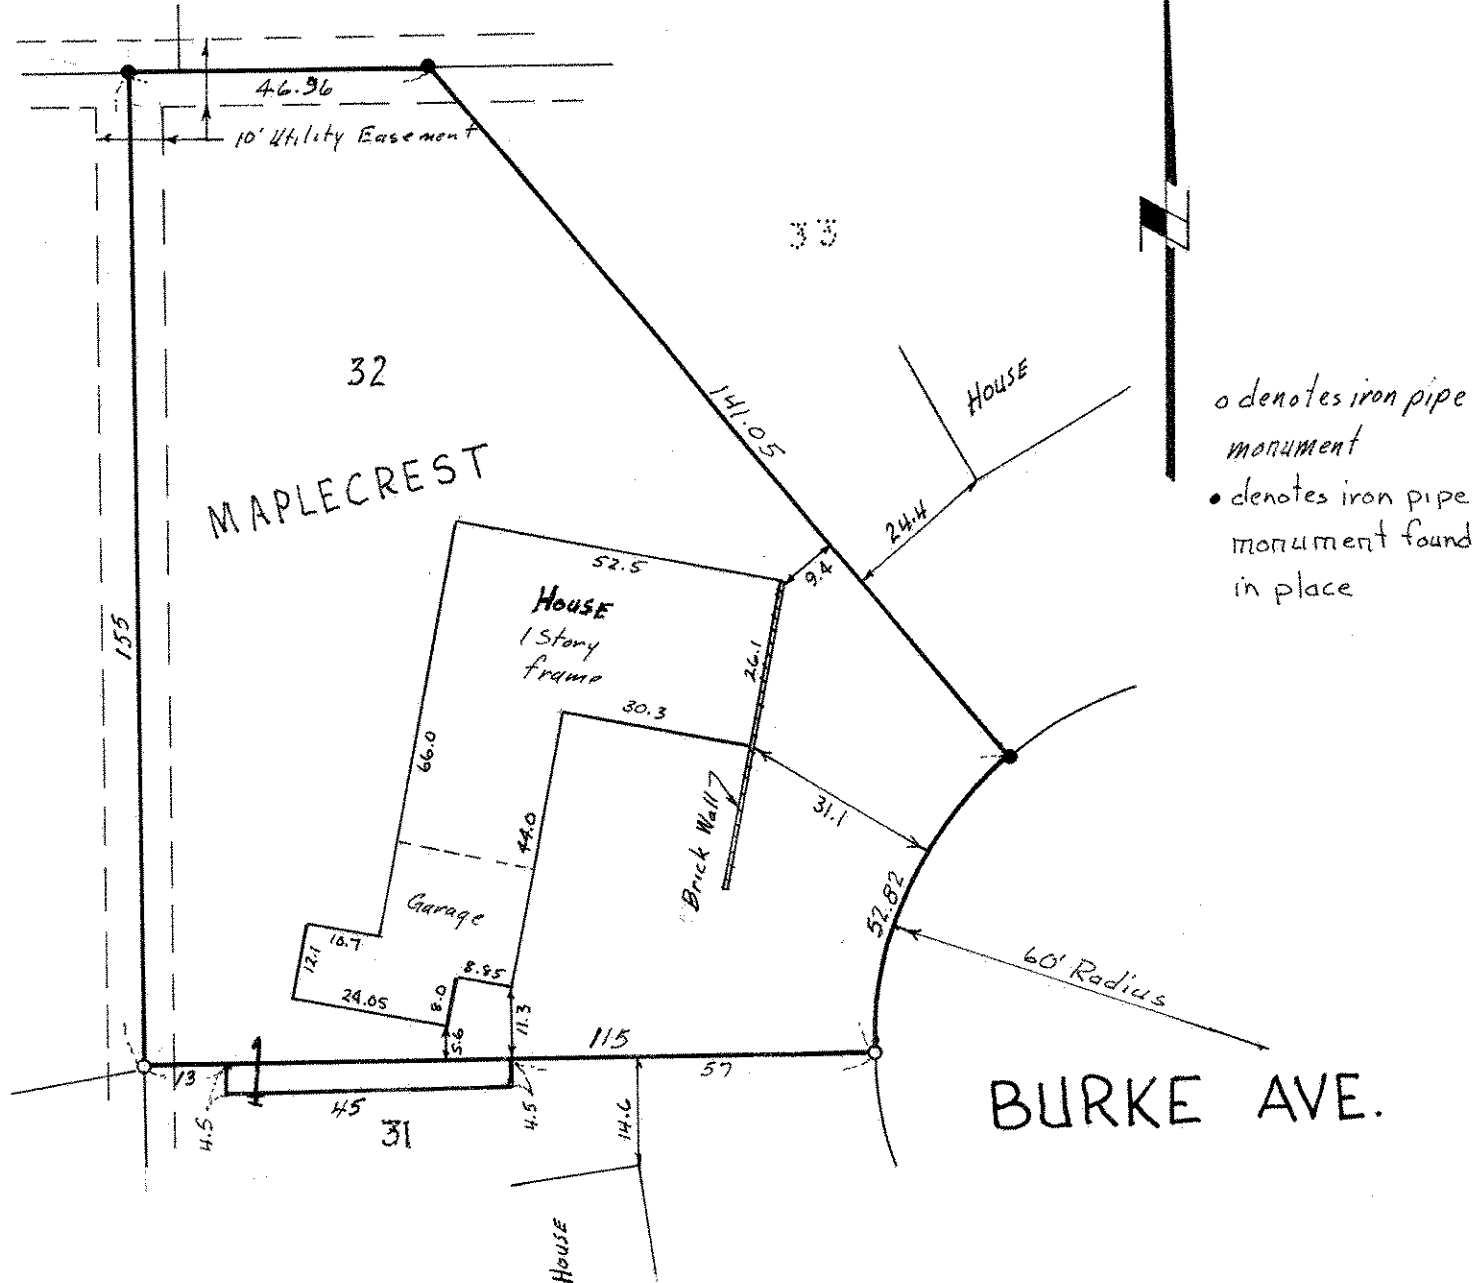 46.96
10' Utility Easement
33
32
House
o denotes iron pipe
monument
• denotes iron pipe
monument found
in place
141.05
MAPLECREST
24.4
9.4
52.5
House
1 Story
frame
26.1
155
30.3
66.0
44.0
Brick Wall
31.1
Garage
52.82
10.7
12.1
8.85
24.05
8.0
60' Radius
5.6
11.3
115
13
57
45
4.5
4.5
14.6
31
BURKE AVE.
House